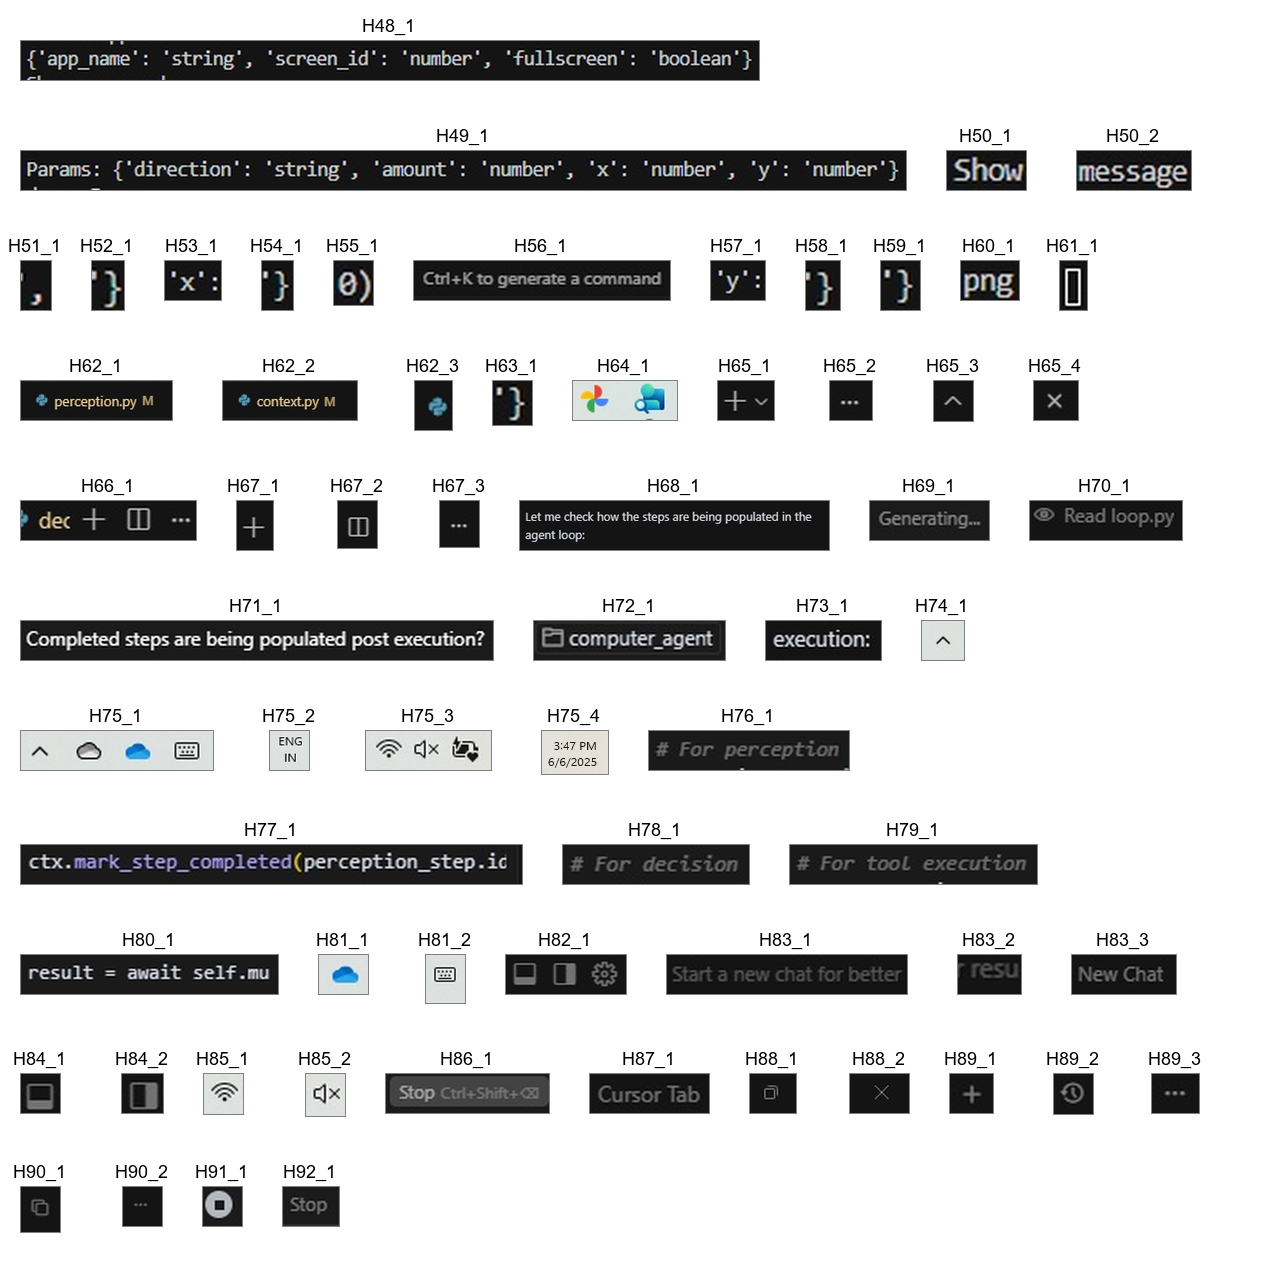 H48_1
{'app_name': 'string', 'screen_id': 'number', 'fullscreen': 'boolean'}
H49_1 H50_1 H50_2
Params: {'direction': 'string', 'amount': 'number', 'x': 'number', 'y': 'number'} Show message
H51_1 H52_1 H53_1 H54_1 H55_1 H56_1 H57_1 H58_1 H59_1 H60_1 H61_1
', '} 'x': '} 0) Ctrl+K to generate a command 'y': '} '} png []
H62_1 H62_2 H62_3 H63_1 H64_1 H65_1 H65_2 H65_3 H65_4
perception.py M context.py M '} ...
H66_1 H67_1 H67_2 H67_3 H68_1 H69_1 H70_1
dec ... ... Let me check how the steps are being populated in the
agent loop:
Generating... Read loop.py
H71_1 H72_1 H73_1 H74_1
Completed steps are being populated post execution? computer_agent execution:
H75_1 H75_2 H75_3 H75_4 H76_1
ENG
IN
3:47 PM
6/6/2025
# For perception
H77_1 H78_1 H79_1
ctx.mark_step_completed(perception_step.id # For decision # For tool execution
H80_1 H81_1 H81_2 H82_1 H83_1 H83_2 H83_3
result = await self.mu Start a new chat for better r resu New Chat
H84_1 H84_2 H85_1 H85_2 H86_1 H87_1 H88_1 H88_2 H89_1 H89_2 H89_3
Stop Ctrl+Shift+⌫ Cursor Tab ...
H90_1 H90_2 H91_1 H92_1
... Stop